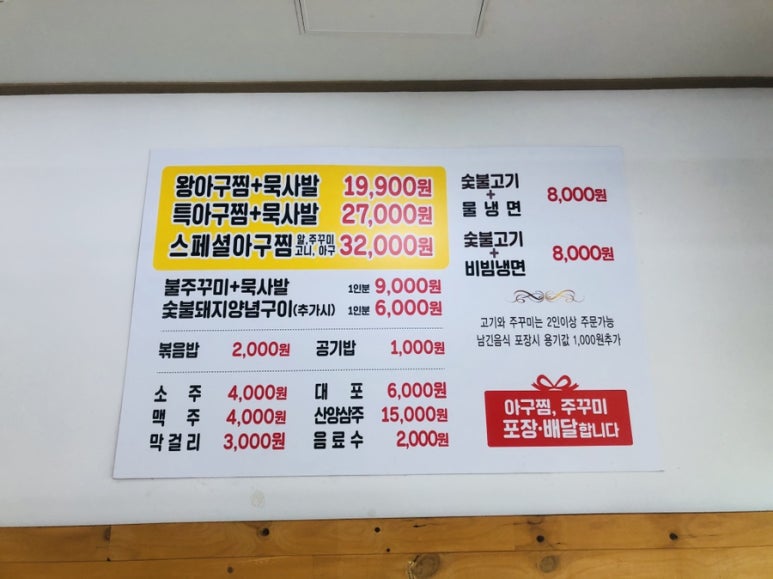 왕아구찜+묵사발 19,900원
특아구찜+묵사발 27,000원
스페셜아구찜 알,주꾸미 고니, 아구 32,000원
불주꾸미+묵사발 1인분 9,000원
숯불돼지양념구이(추가시) 1인분 6,000원
볶음밥 2,000원 공기밥 1,000원
소주 4,000원 대포 6,000원
맥주 4,000원 산양삼주 15,000원
막걸리 3,000원 음료수 2,000원
숯불고기
+
물냉면
8,000원
숯불고기
+
비빔냉면
8,000원
고기와 주꾸미는 2인이상 주문가능
남긴음식 포장시 용기값 1,000원추가
아구찜, 주꾸미
포장·배달합니다